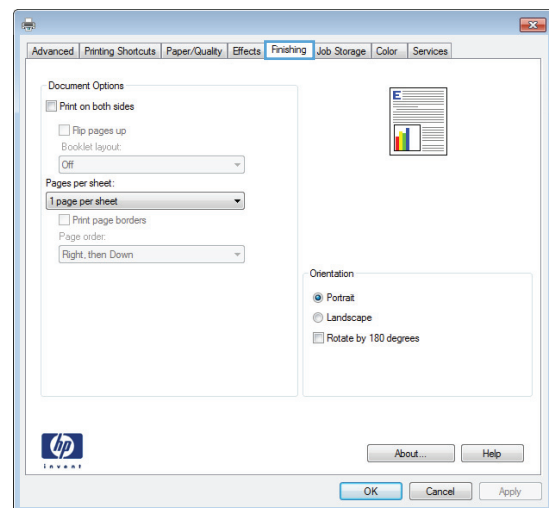 Advanced Printing Shortcuts Paper/Quality Effects Finishing Job Storage Color Services
Document Options
Print on both sides
Flip pages up
Booklet layout:
Off
Pages per sheet:
1 page per sheet
Print page borders
Page order:
Right, then Down
E
Orientation
Portrait
Landscape
Rotate by 180 degrees
hp
invent
About... Help
OK Cancel Apply